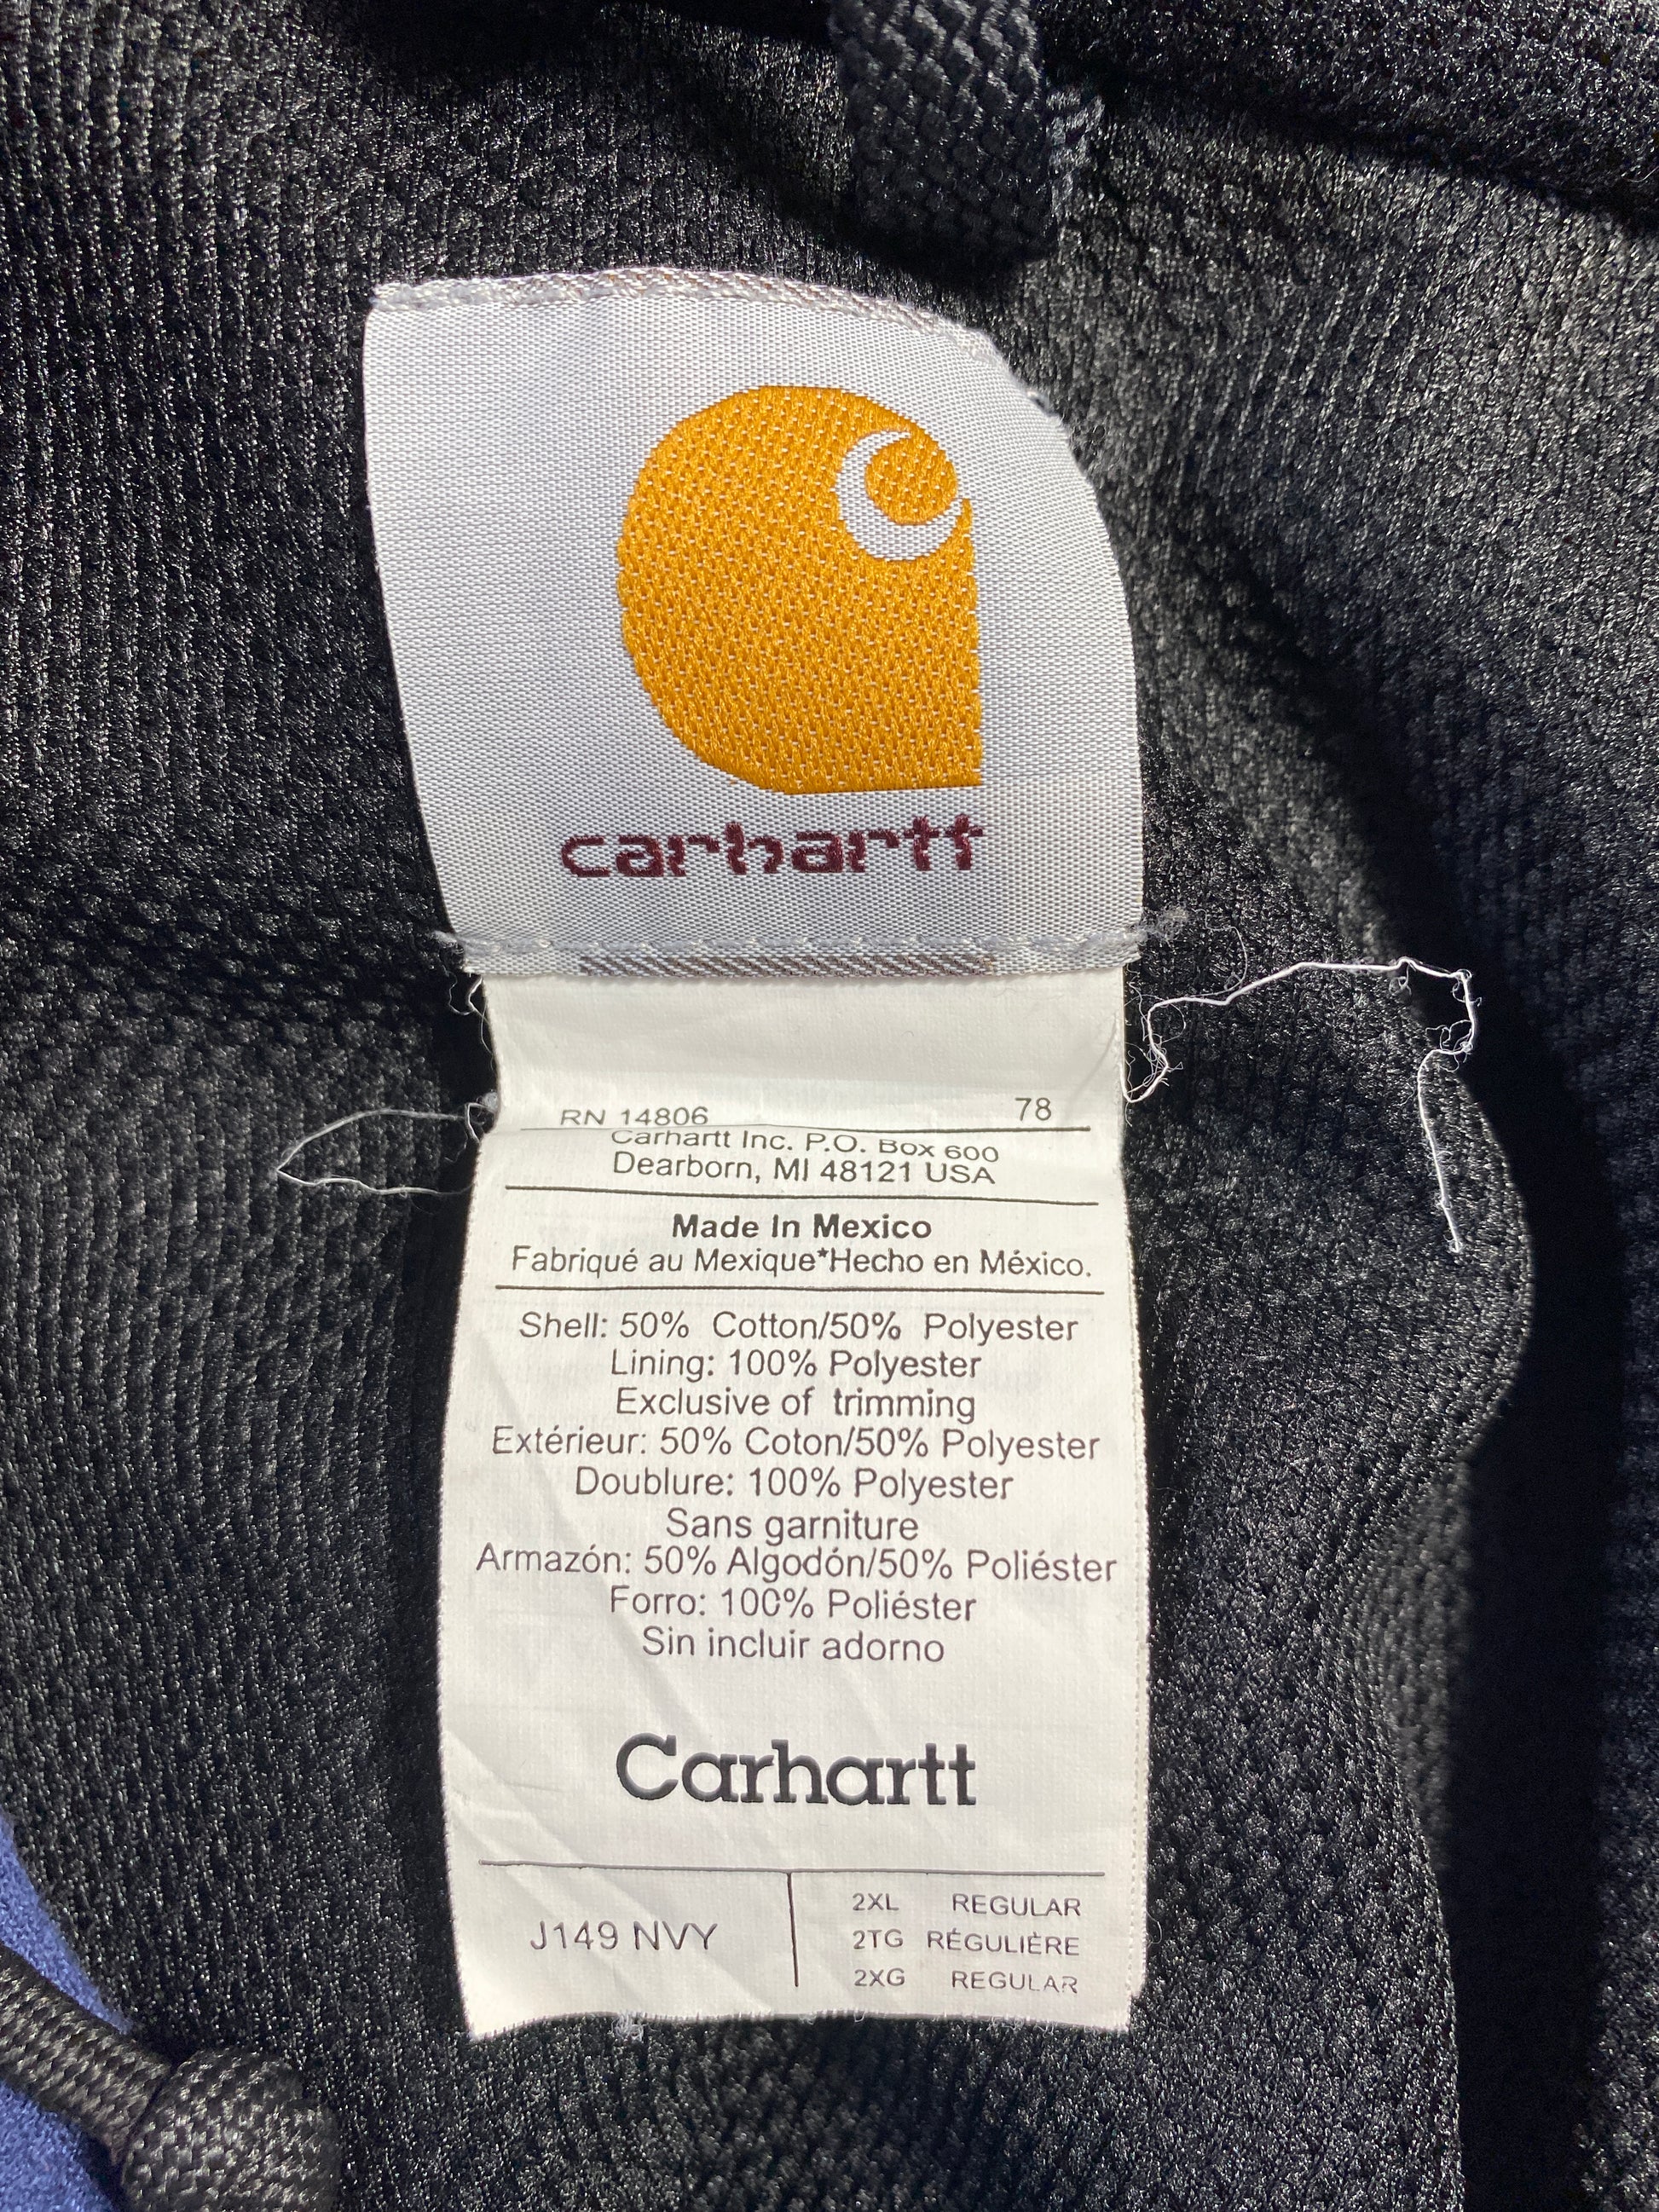 carhartt
RN 14806 78
Carhartt Inc. P.O. Box 600
Dearborn, MI 48121 USA
Made In Mexico
Fabriqué au Mexique*Hecho en México.
Shell: 50% Cotton/50% Polyester
Lining: 100% Polyester
Exclusive of trimming
Extérieur: 50% Coton/50% Polyester
Doublure: 100% Polyester
Sans garniture
Armazón: 50% Algodón/50% Poliéster
Forro: 100% Poliéster
Sin incluir adorno
Carhartt
J149 NVY
2XL REGULAR
2TG RÉGULIÈRE
2XG REGULAR